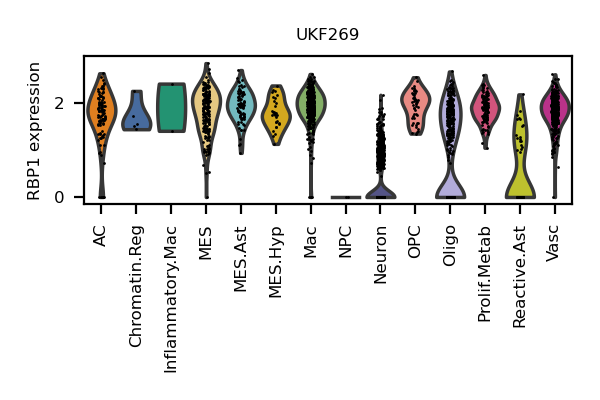 UKF269
RBP1 expression
2
0
AC
Chromatin.Reg
Inflammatory.Mac
MES
MES.Ast
MES.Hyp
Mac
NPC
Neuron
OPC
Oligo
Prolif.Metab
Reactive.Ast
Vasc